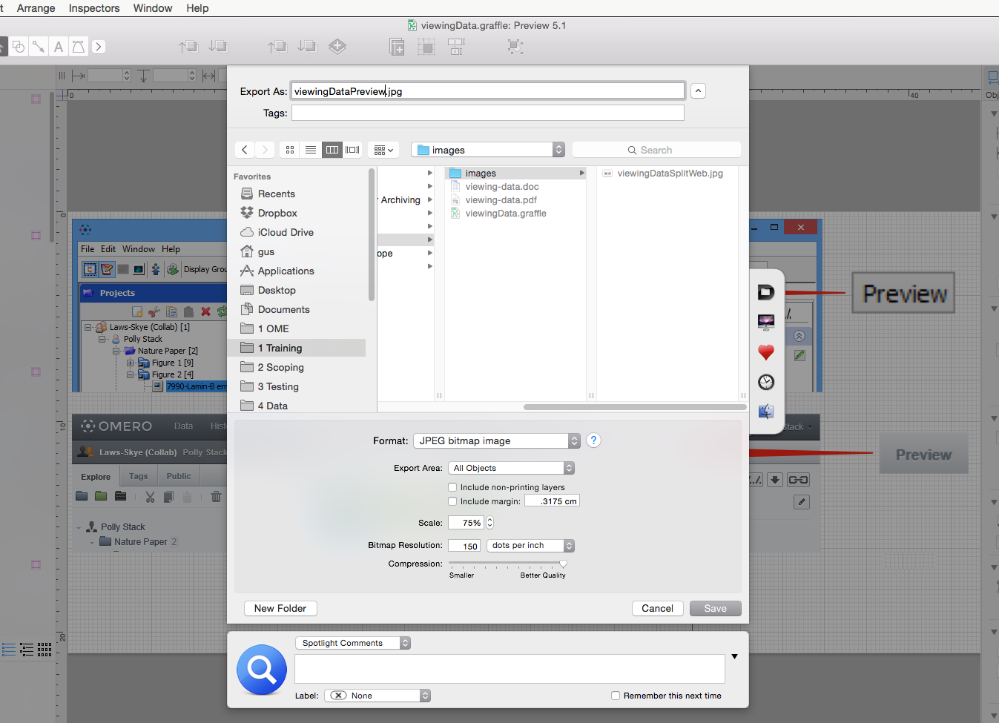 t Arrange Inspectors Window Help
viewingData.graffle: Preview 5.1
A
Export As: viewingDataPreview.jpg
Tags:
0
40
Obj
images
Search
Favorites
Recents
Dropbox
iCloud Drive
gus
Applications
Desktop
Documents
1 OME
1 Training
2 Scoping
3 Testing
4 Data
r Archiving
ope
images
viewing-data.doc
viewing-data.pdf
viewingData.graffle
viewingDataSplitWeb.jpg
File Edit Window Help
Display Grou
Projects
Laws-Skye (Collab) [1]
Polly Stack
Nature Paper [2]
Figure 1 [9]
Figure 2 [4]
7990-Lamin-B en
Preview
0
10
20
OMERO Data Hist
tack
Laws-Skye (Collab) Polly Stack
Preview
Explore Tags Public
Polly Stack
Nature Paper 2
Format: JPEG bitmap image ?
Export Area: All Objects
Include non-printing layers
Include margin: .3175 cm
Scale: 75%
Bitmap Resolution: 150 dots per inch
Compression:
Smaller Better Quality
New Folder Cancel Save
Spotlight Comments
Label: None
Remember this next time